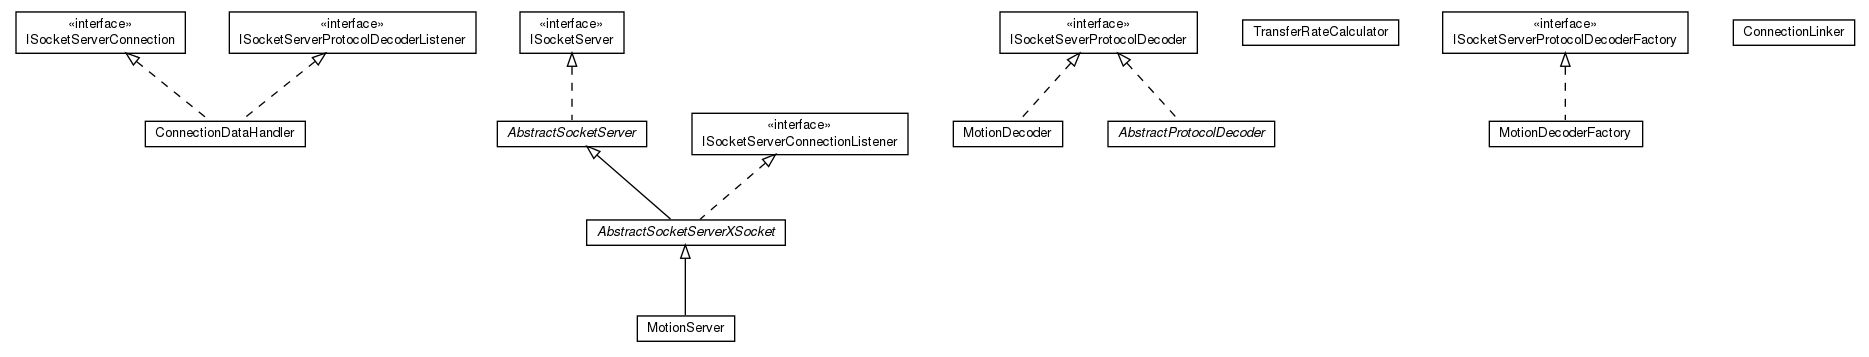 «interface»
ISocketServerConnection
«interface»
ISocketServerProtocolDecoderListener
«interface»
ISocketServer
«interface»
ISocketSeverProtocolDecoder
TransferRateCalculator
«interface»
ISocketServerProtocolDecoderFactory
ConnectionLinker
ConnectionDataHandler
AbstractSocketServer
«interface»
ISocketServerConnectionListener
MotionDecoder
AbstractProtocolDecoder
MotionDecoderFactory
AbstractSocketServerXSocket
MotionServer